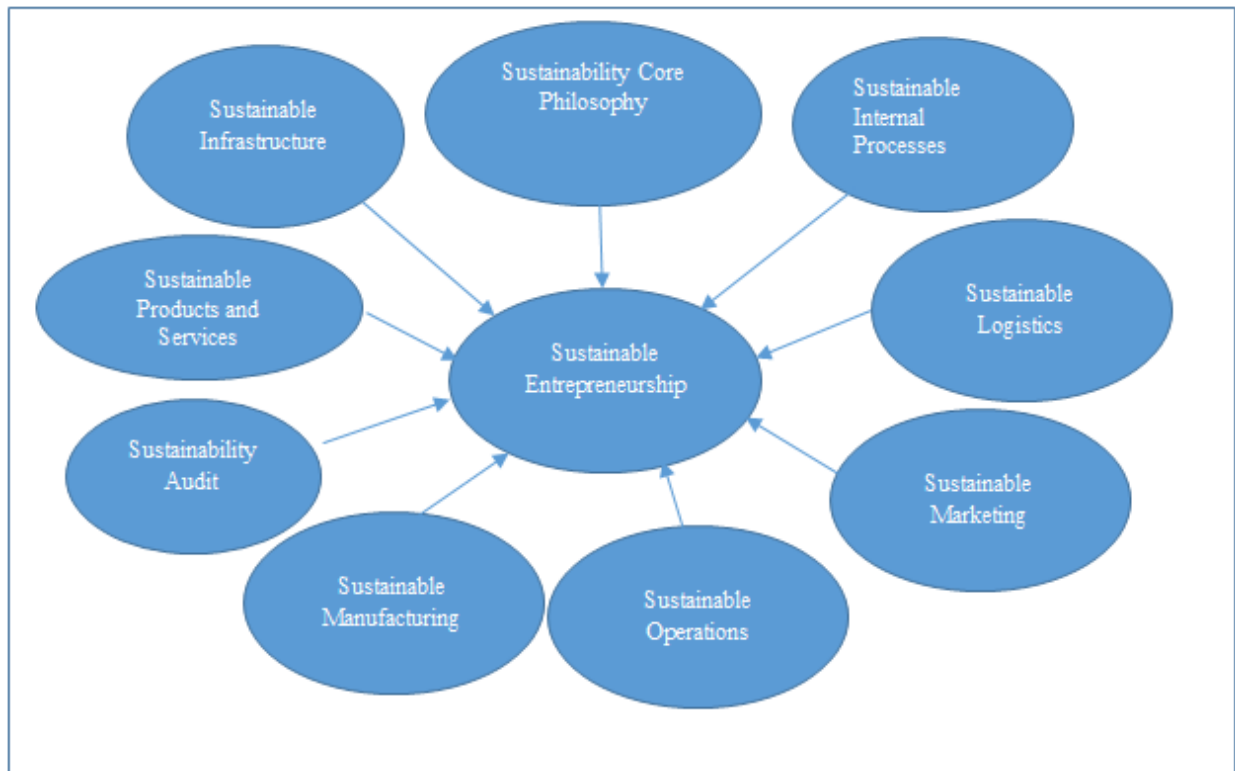 Sustainability Core
Philosophy
Sustainable
Internal
Processes
Sustainable
Infrastructure
Sustainable
Logistics
Sustainable
Products and
Services
Sustainable
Entrepreneurship
Sustainability
Audit
Sustainable
Marketing
Sustainable
Manufacturing
Sustainable
Operations